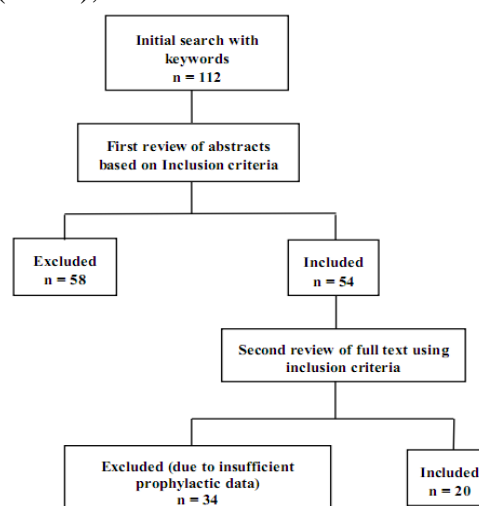 Initial search with
keywords
n = 112
First review of abstracts
based on Inclusion criteria
Excluded
n = 58
Included
n = 54
Second review of full text using
inclusion criteria
Excluded (due to insufficient
prophylactic data)
n = 34
Included
n = 20